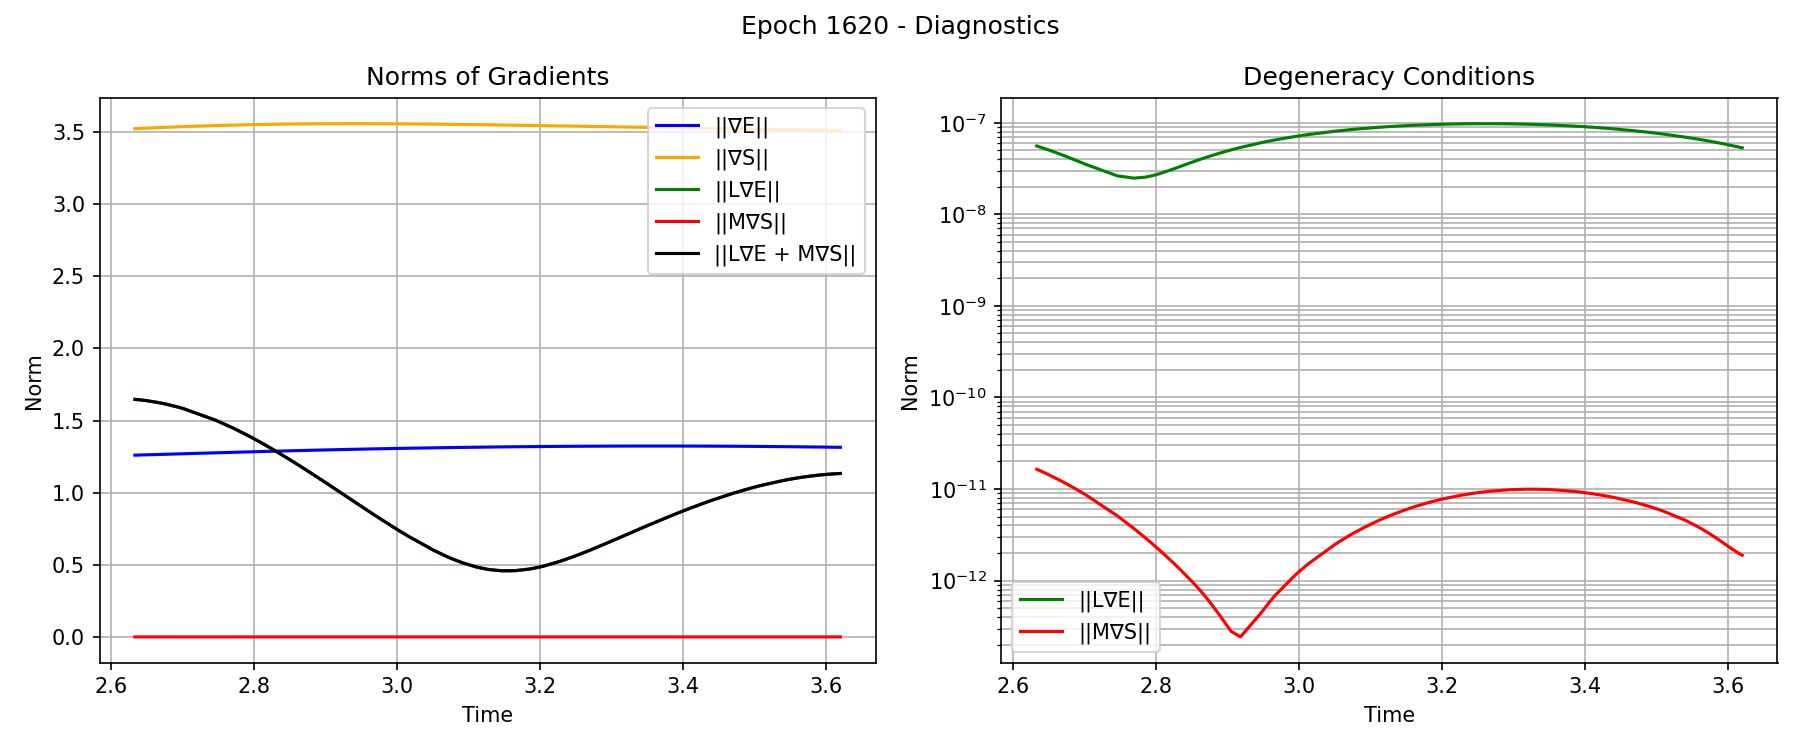 Epoch 1620 - Diagnostics
Norms of Gradients
Norm
3.5
3.0
2.5
2.0
1.5
1.0
0.5
0.0
||∇E||
||∇S||
||L∇E||
||M∇S||
||L∇E + M∇S||
2.6 2.8 3.0 3.2 3.4 3.6
Time
Degeneracy Conditions
Norm
10⁻⁷
10⁻⁸
10⁻⁹
10⁻¹⁰
10⁻¹¹
10⁻¹²
||L∇E||
||M∇S||
2.6 2.8 3.0 3.2 3.4 3.6
Time